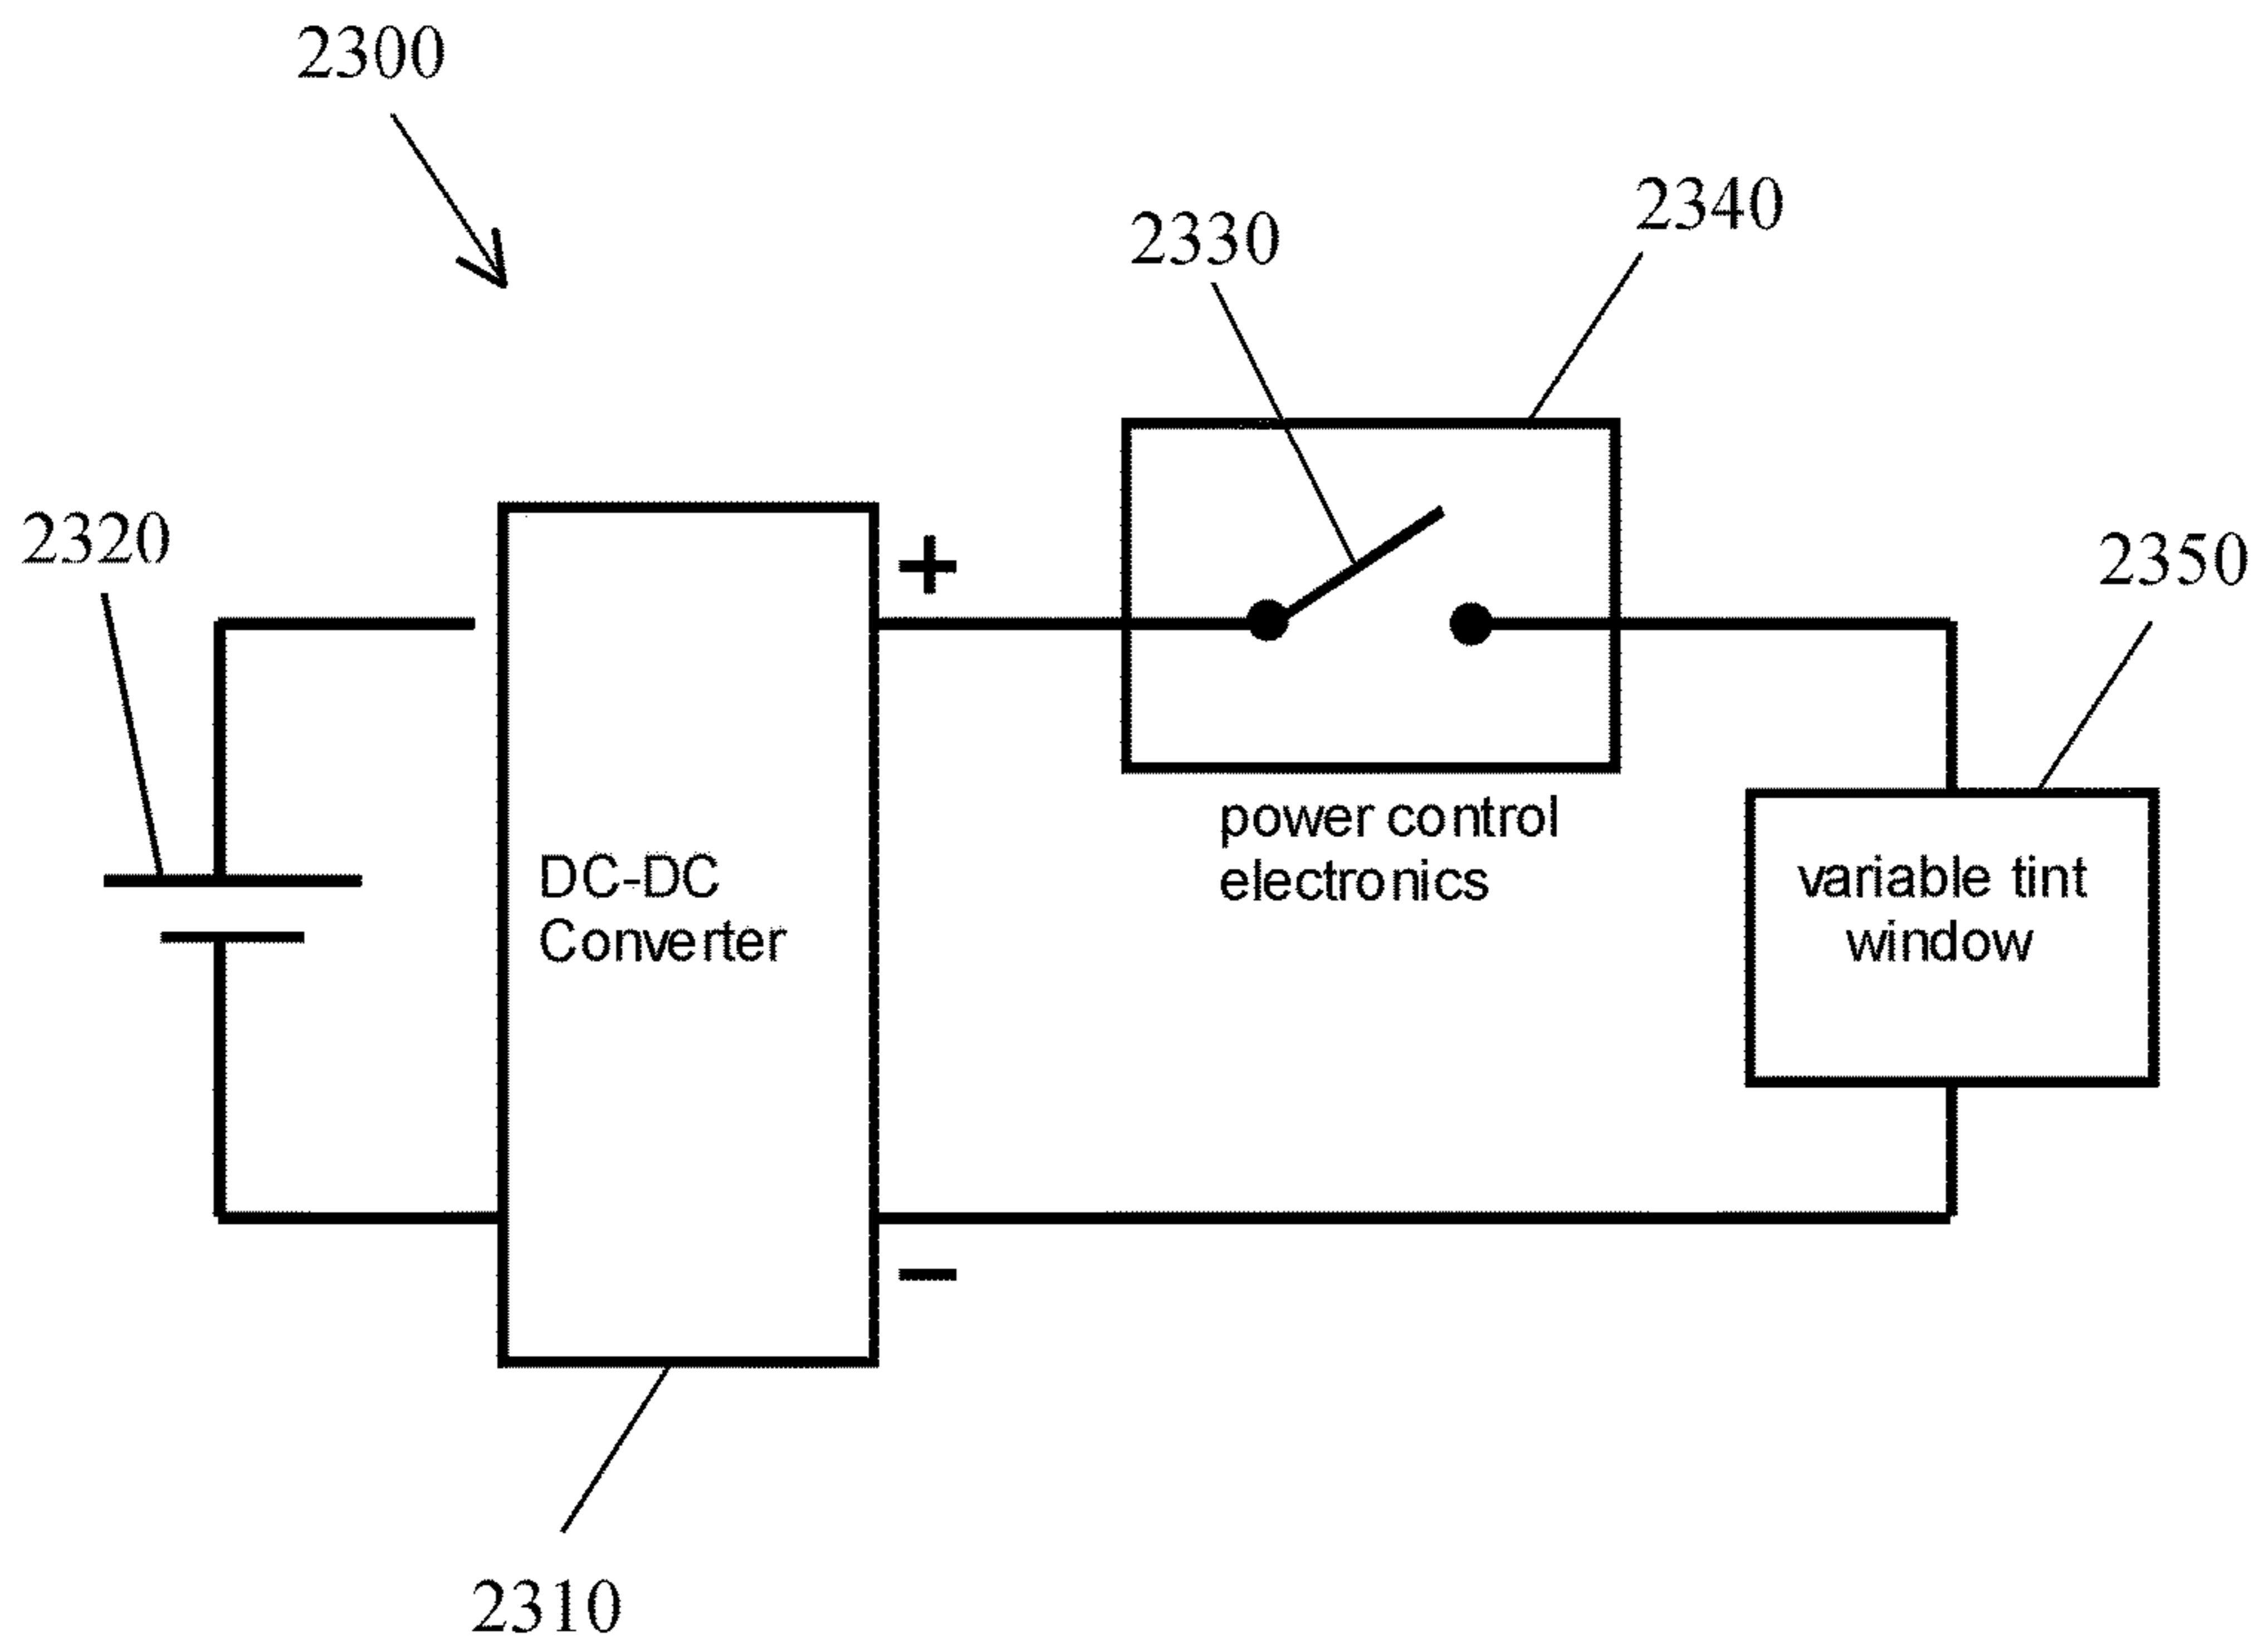 2300
2340
2330
2320
2350
+
power control
electronics
DC-DC
Converter
variable tint
window
−
2310